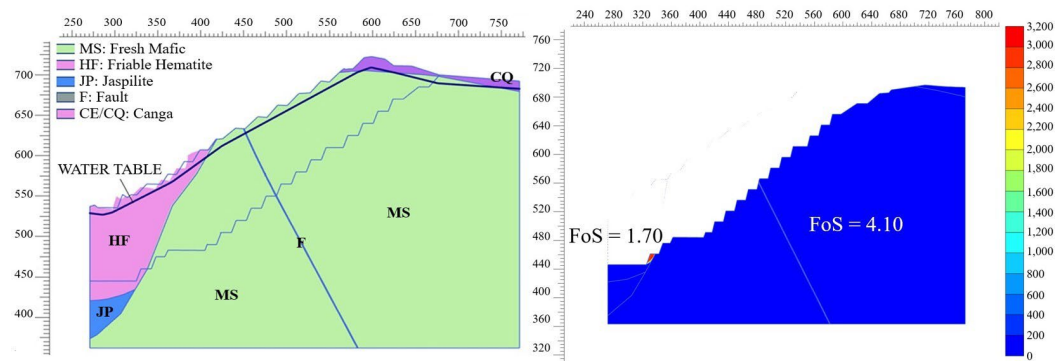 250 300 350 400 450 500 550 600 650 700 750
700
650
600
550
500
450
400
MS: Fresh Mafic
HF: Friable Hematite
JP: Jaspilite
F: Fault
CE/CQ: Canga
WATER TABLE
CQ
HF
MS
F
MS
JP
240 280 320 360 400 440 480 520 560 600 640 680 720 760 800
760
720
680
640
600
560
520
480
440
400
360
320
FoS = 1.70
FoS = 4.10
3,200
3,000
2,800
2,600
2,400
2,200
2,000
1,800
1,600
1,400
1,200
1,000
800
600
400
200
0